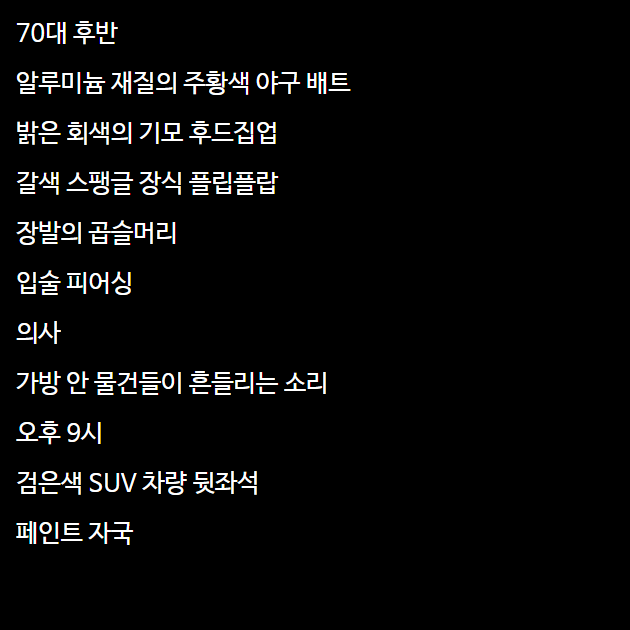 70대 후반
알루미늄 재질의 주황색 야구 배트
밝은 회색의 기모 후드집업
갈색 스팽글 장식 플립플랍
장발의 곱슬머리
입술 피어싱
의사
가방 안 물건들이 흔들리는 소리
오후 9시
검은색 SUV 차량 뒷좌석
페인트 자국